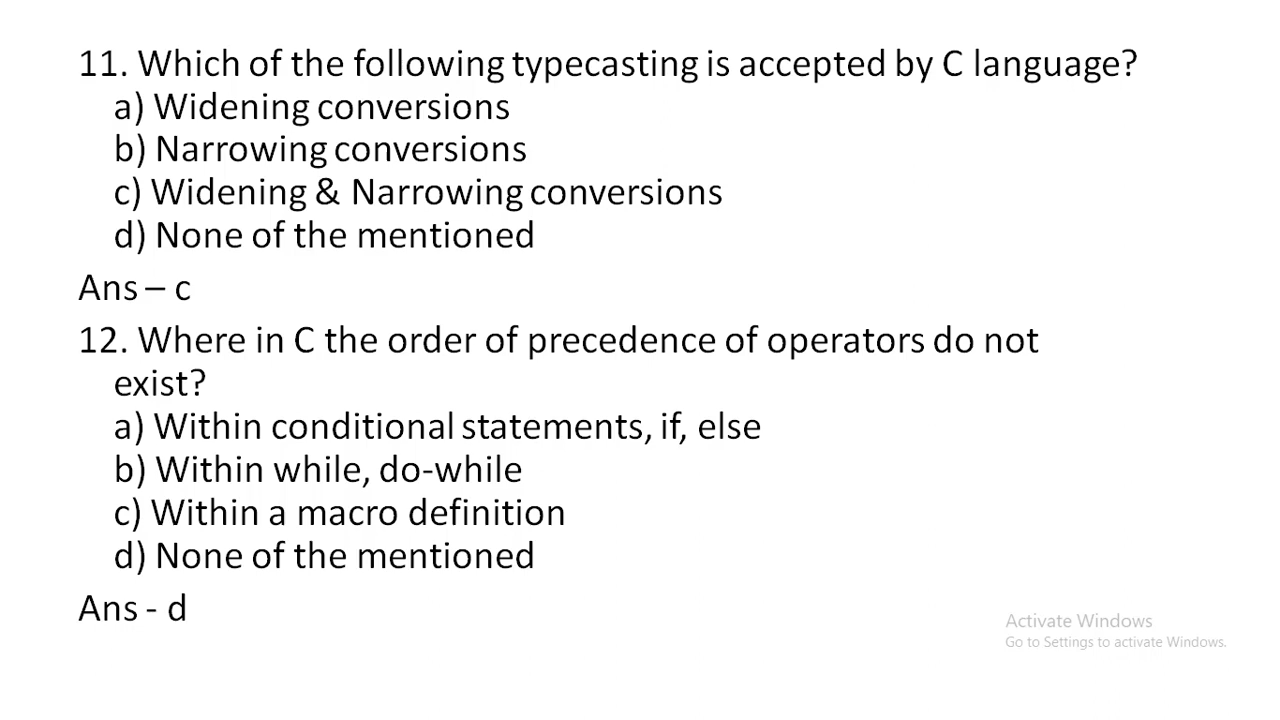 11. Which of the following typecasting is accepted by C language?
a) Widening conversions
b) Narrowing conversions
c) Widening & Narrowing conversions
d) None of the mentioned
Ans – c
12. Where in C the order of precedence of operators do not
exist?
a) Within conditional statements, if, else
b) Within while, do-while
c) Within a macro definition
d) None of the mentioned
Ans - d
Activate Windows
Go to Settings to activate Windows.